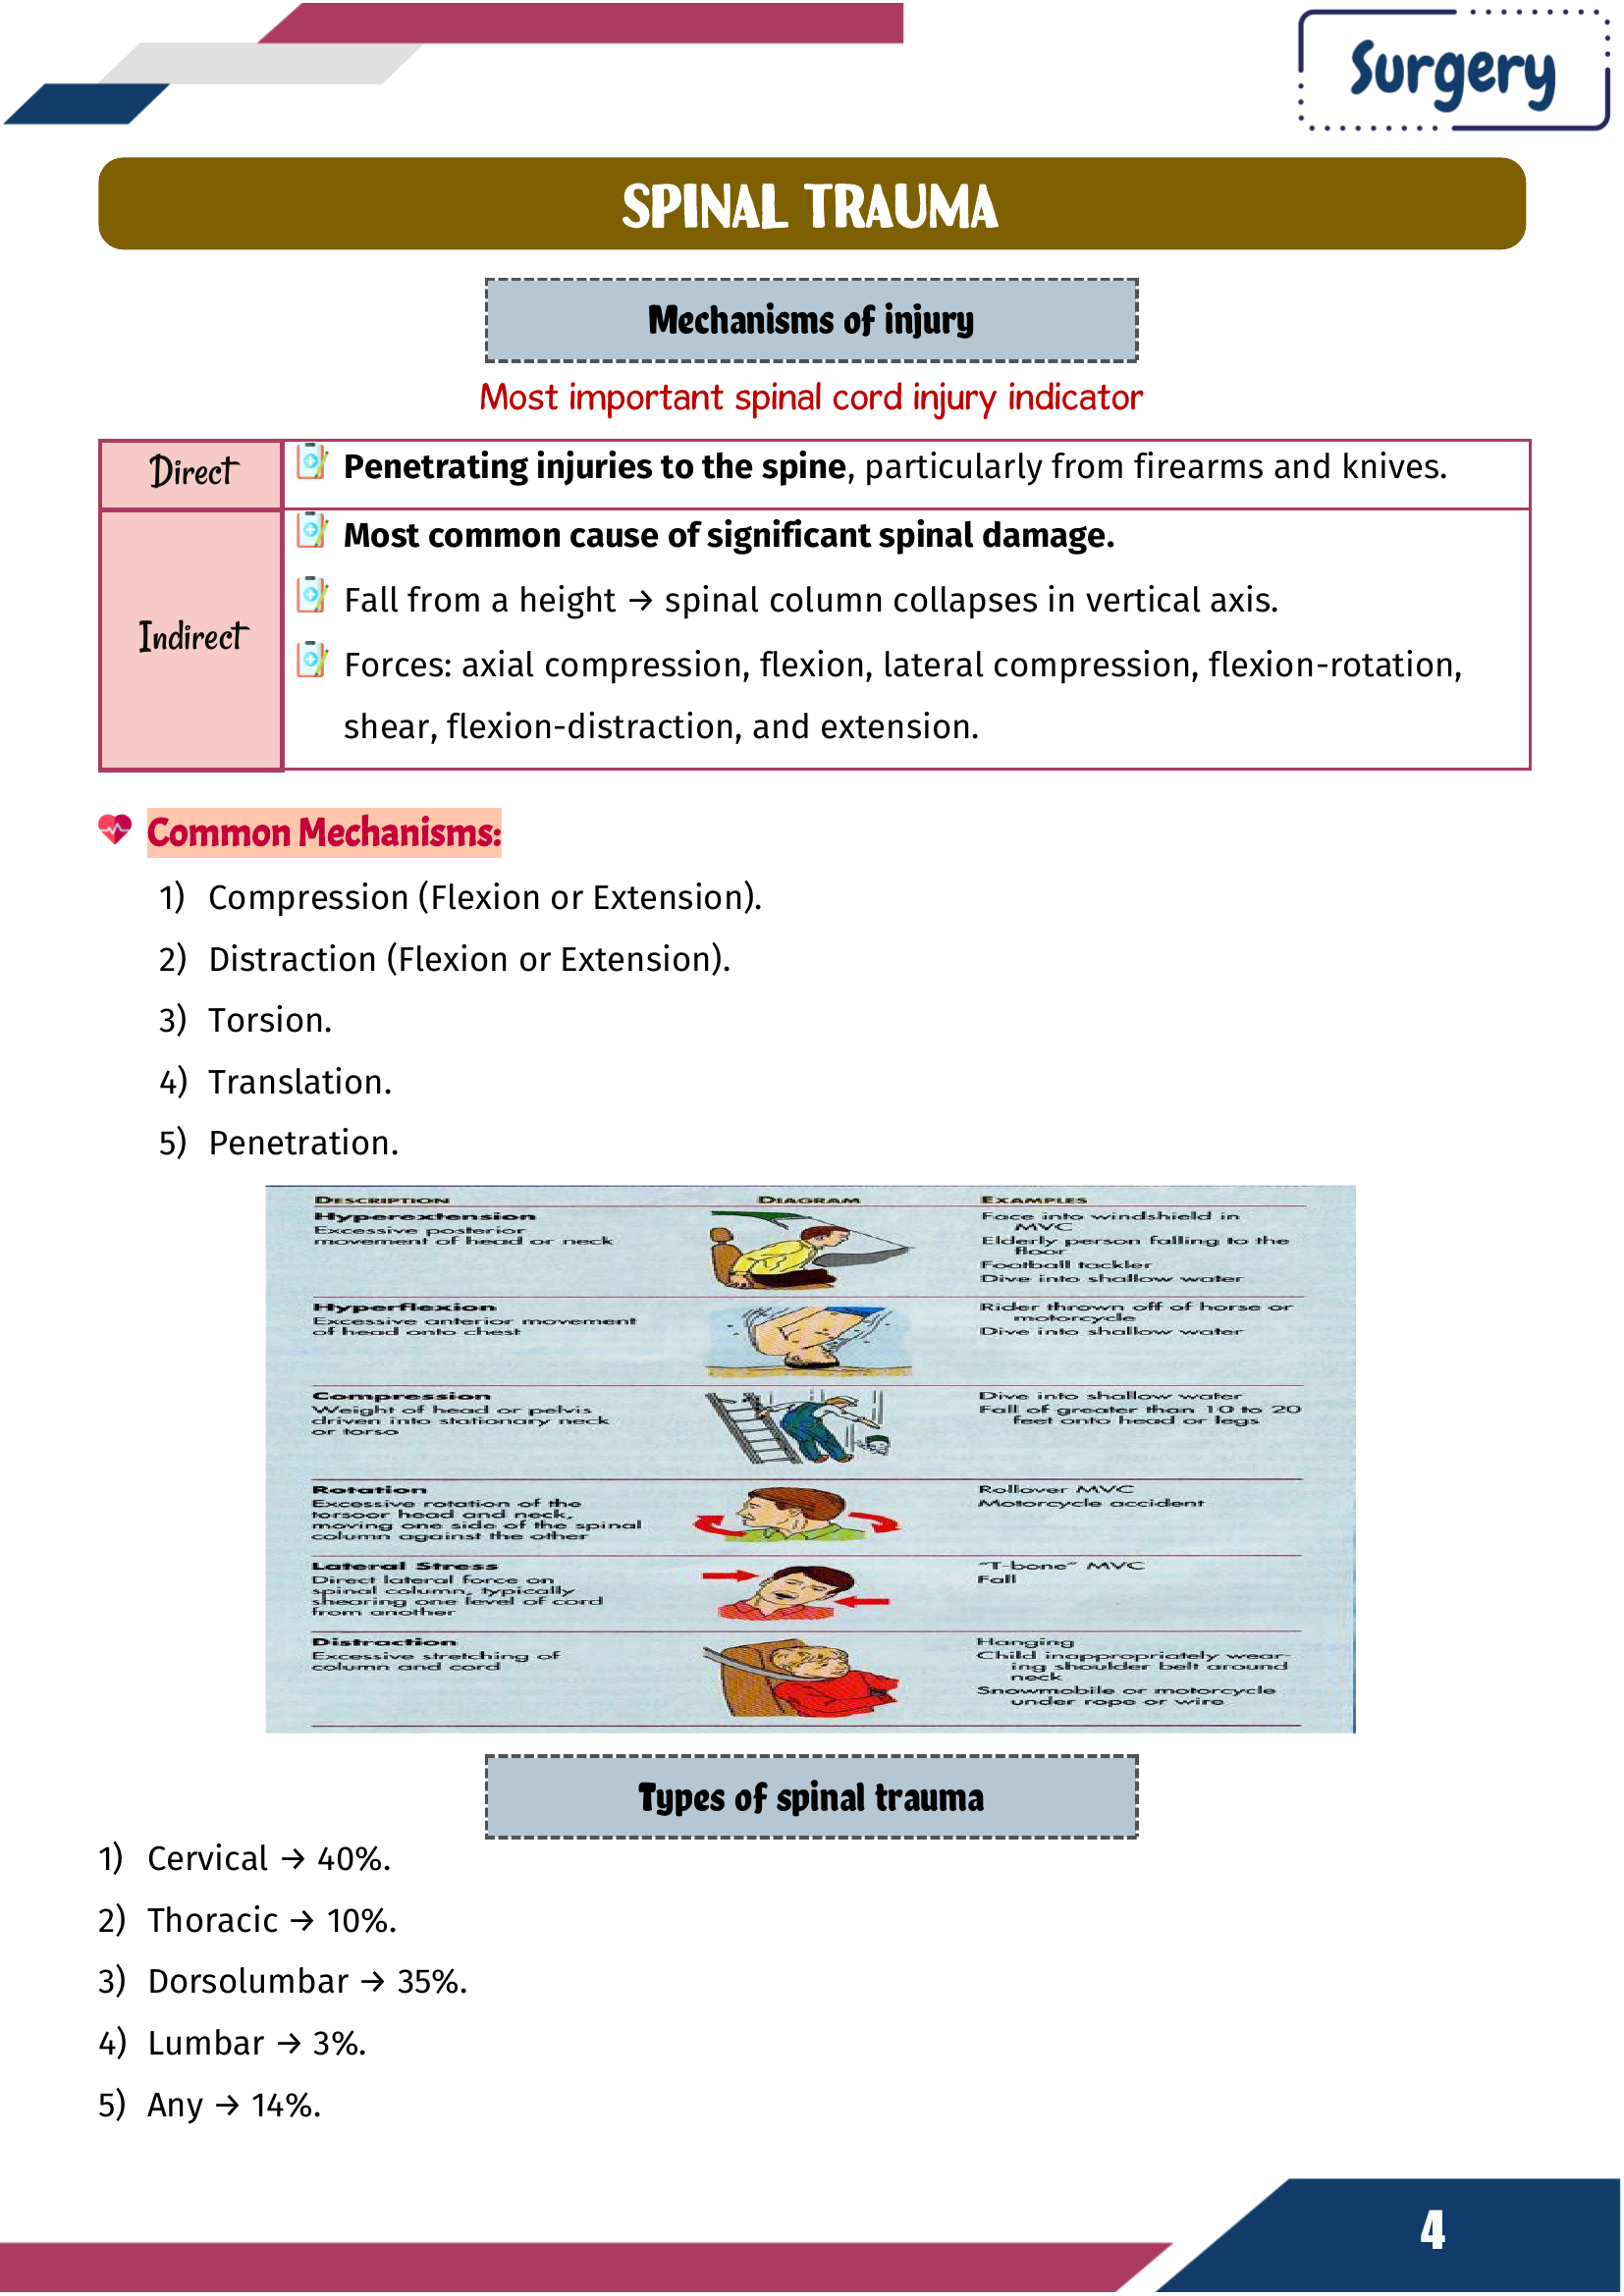 Surgery
SPINAL TRAUMA
Mechanisms of injury
Most important spinal cord injury indicator
Direct
Penetrating injuries to the spine, particularly from firearms and knives.
Indirect
Most common cause of significant spinal damage.
Fall from a height → spinal column collapses in vertical axis.
Forces: axial compression, flexion, lateral compression, flexion-rotation,
shear, flexion-distraction, and extension.
Common Mechanisms:
1) Compression (Flexion or Extension).
2) Distraction (Flexion or Extension).
3) Torsion.
4) Translation.
5) Penetration.
DESCRIPTION DIAGRAM EXAMPLES
Hyperextension
Excessive posterior
movement of head or neck
Face into windshield in
MVC
Elderly person falling to the
floor
Football tackler
Dive into shallow water
Hyperflexion
Excessive anterior movement
of head onto chest
Rider thrown off of horse or
motorcycle
Dive into shallow water
Compression
Weight of head or pelvis
driven into stationary neck
or torso
Dive into shallow water
Fall of greater than 10 to 20
feet onto head or legs
Rotation
Excessive rotation of the
torsoor head and neck,
moving one side of the spinal
column against the other
Rollover MVC
Motorcycle accident
Lateral Stress
Direct lateral force on
spinal column, typically
shearing one level of cord
from another
"T-bone" MVC
Fall
Distraction
Excessive stretching of
column and cord
Hanging
Child inappropriately wear-
ing shoulder belt around
neck
Snowmobile or motorcycle
under rope or wire
Types of spinal trauma
1) Cervical → 40%.
2) Thoracic → 10%.
3) Dorsolumbar → 35%.
4) Lumbar → 3%.
5) Any → 14%.
4